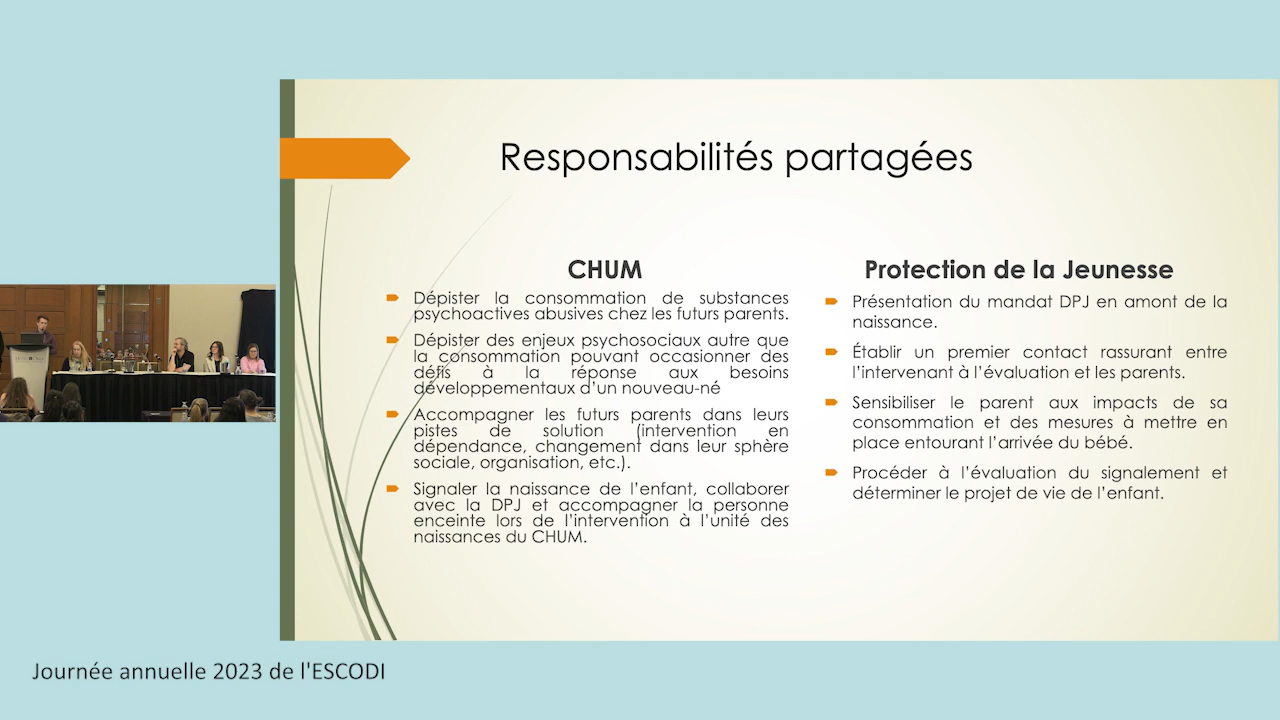 Responsabilités partagées
CHUM
Dépister la consommation de substances
psychoactives abusives chez les futurs parents.
Dépister des enjeux psychosociaux autre que
la consommation pouvant occasionner des
défis à la réponse aux besoins
développementaux d'un nouveau-né
Accompagner les futurs parents dans leurs
pistes de solution (intervention en
dépendance, changement dans leur sphère
sociale, organisation, etc.).
Signaler la naissance de l'enfant, collaborer
avec la DPJ et accompagner la personne
enceinte lors de l'intervention à l'unité des
naissances du CHUM.
Protection de la Jeunesse
Présentation du mandat DPJ en amont de la
naissance.
Établir un premier contact rassurant entre
l'intervenant à l'évaluation et les parents.
Sensibiliser le parent aux impacts de sa
consommation et des mesures à mettre en
place entourant l'arrivée du bébé.
Procéder à l'évaluation du signalement et
déterminer le projet de vie de l'enfant.
Journée annuelle 2023 de l'ESCODI